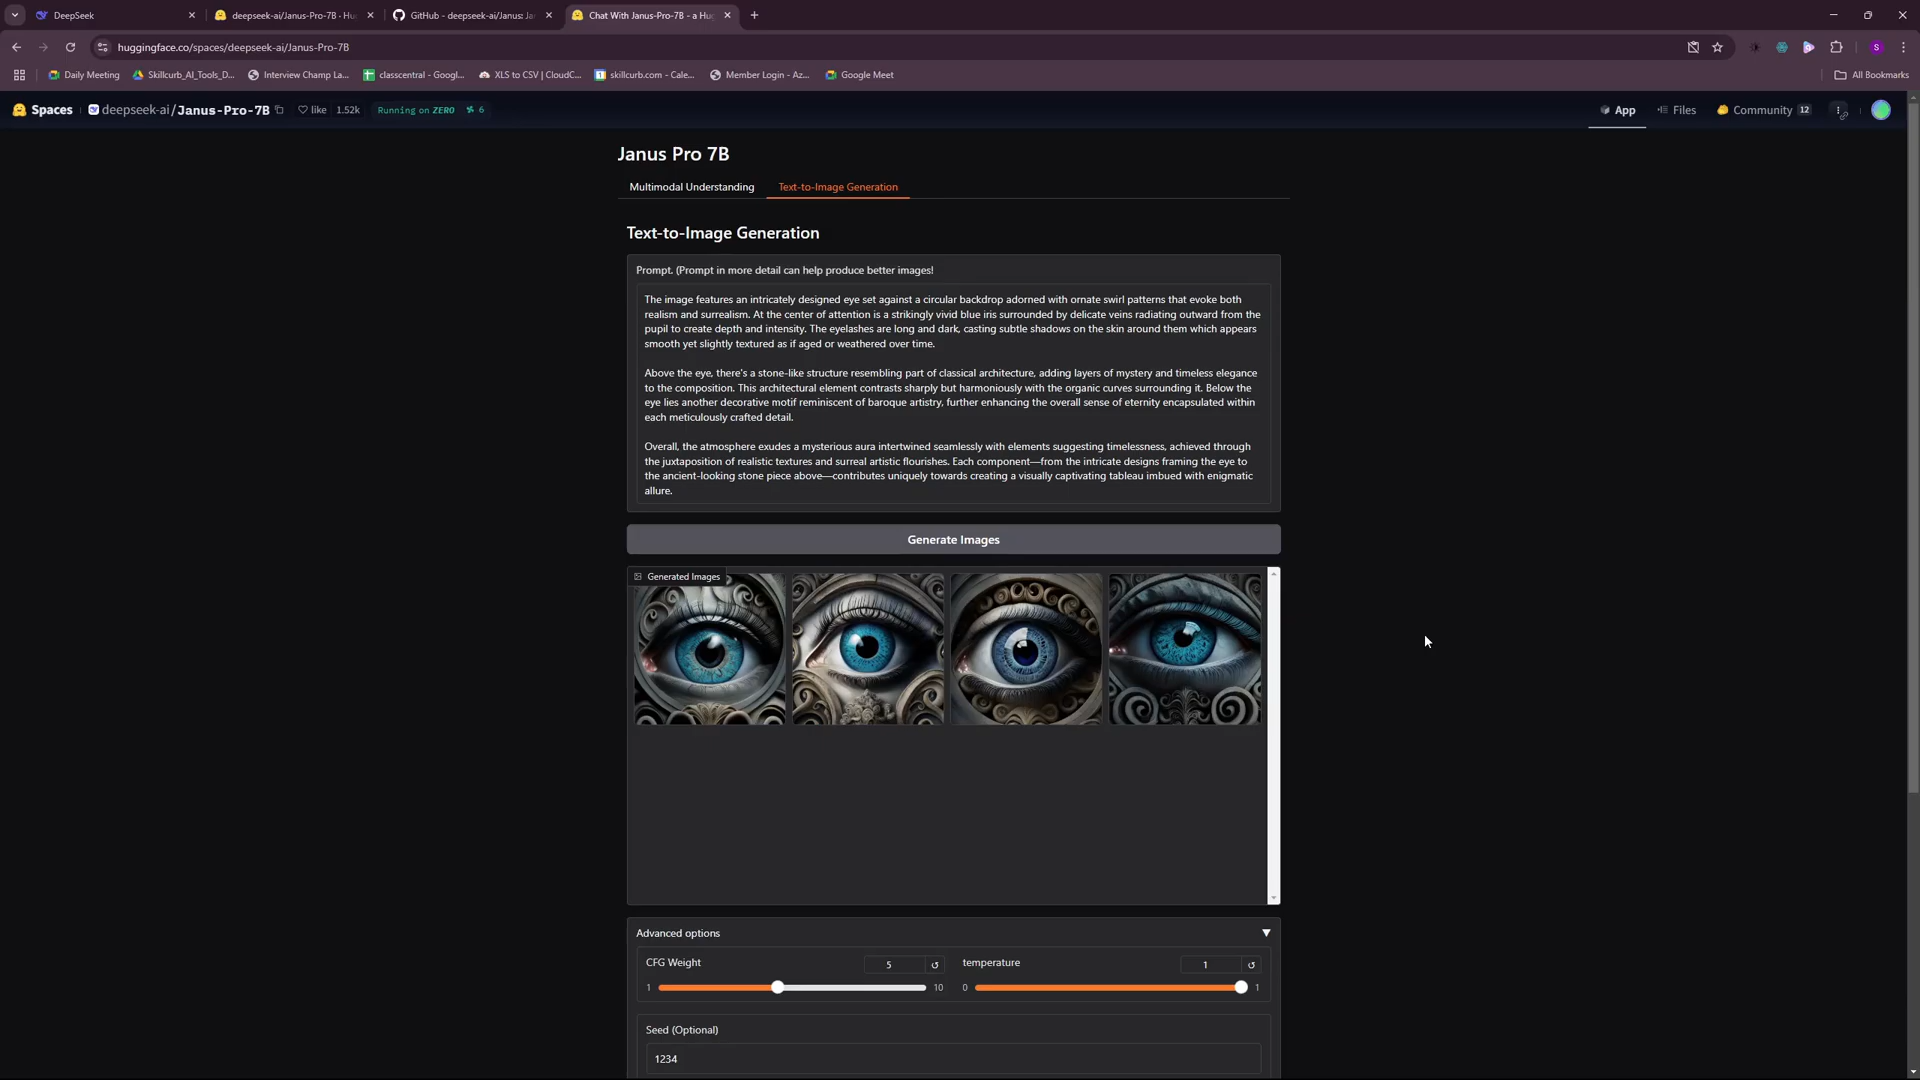 DeepSeek
deepseek-ai/Janus-Pro-7B · Hu
GitHub - deepseek-ai/Janus: Ja
Chat With Janus-Pro-7B - a Hug
huggingface.co/spaces/deepseek-ai/Janus-Pro-7B
S
Daily Meeting
Skillcurb_AI_Tools_D...
Interview Champ La...
classcentral - Googl...
XLS to CSV | CloudC...
skillcurb.com - Cale...
Member Login - Az...
Google Meet
All Bookmarks
Spaces
deepseek-ai/Janus-Pro-7B
like 1.52k
Running on ZERO
6
App
Files
Community 12
Janus Pro 7B
Multimodal Understanding
Text-to-Image Generation
Text-to-Image Generation
Prompt. (Prompt in more detail can help produce better images!
The image features an intricately designed eye set against a circular backdrop adorned with ornate swirl patterns that evoke both
realism and surrealism. At the center of attention is a strikingly vivid blue iris surrounded by delicate veins radiating outward from the
pupil to create depth and intensity. The eyelashes are long and dark, casting subtle shadows on the skin around them which appears
smooth yet slightly textured as if aged or weathered over time.
Above the eye, there's a stone-like structure resembling part of classical architecture, adding layers of mystery and timeless elegance
to the composition. This architectural element contrasts sharply but harmoniously with the organic curves surrounding it. Below the
eye lies another decorative motif reminiscent of baroque artistry, further enhancing the overall sense of eternity encapsulated within
each meticulously crafted detail.
Overall, the atmosphere exudes a mysterious aura intertwined seamlessly with elements suggesting timelessness, achieved through
the juxtaposition of realistic textures and surreal artistic flourishes. Each component—from the intricate designs framing the eye to
the ancient-looking stone piece above—contributes uniquely towards creating a visually captivating tableau imbued with enigmatic
allure.
Generate Images
Generated Images
Advanced options
CFG Weight
5
temperature
1
1
10
0
1
Seed (Optional)
1234